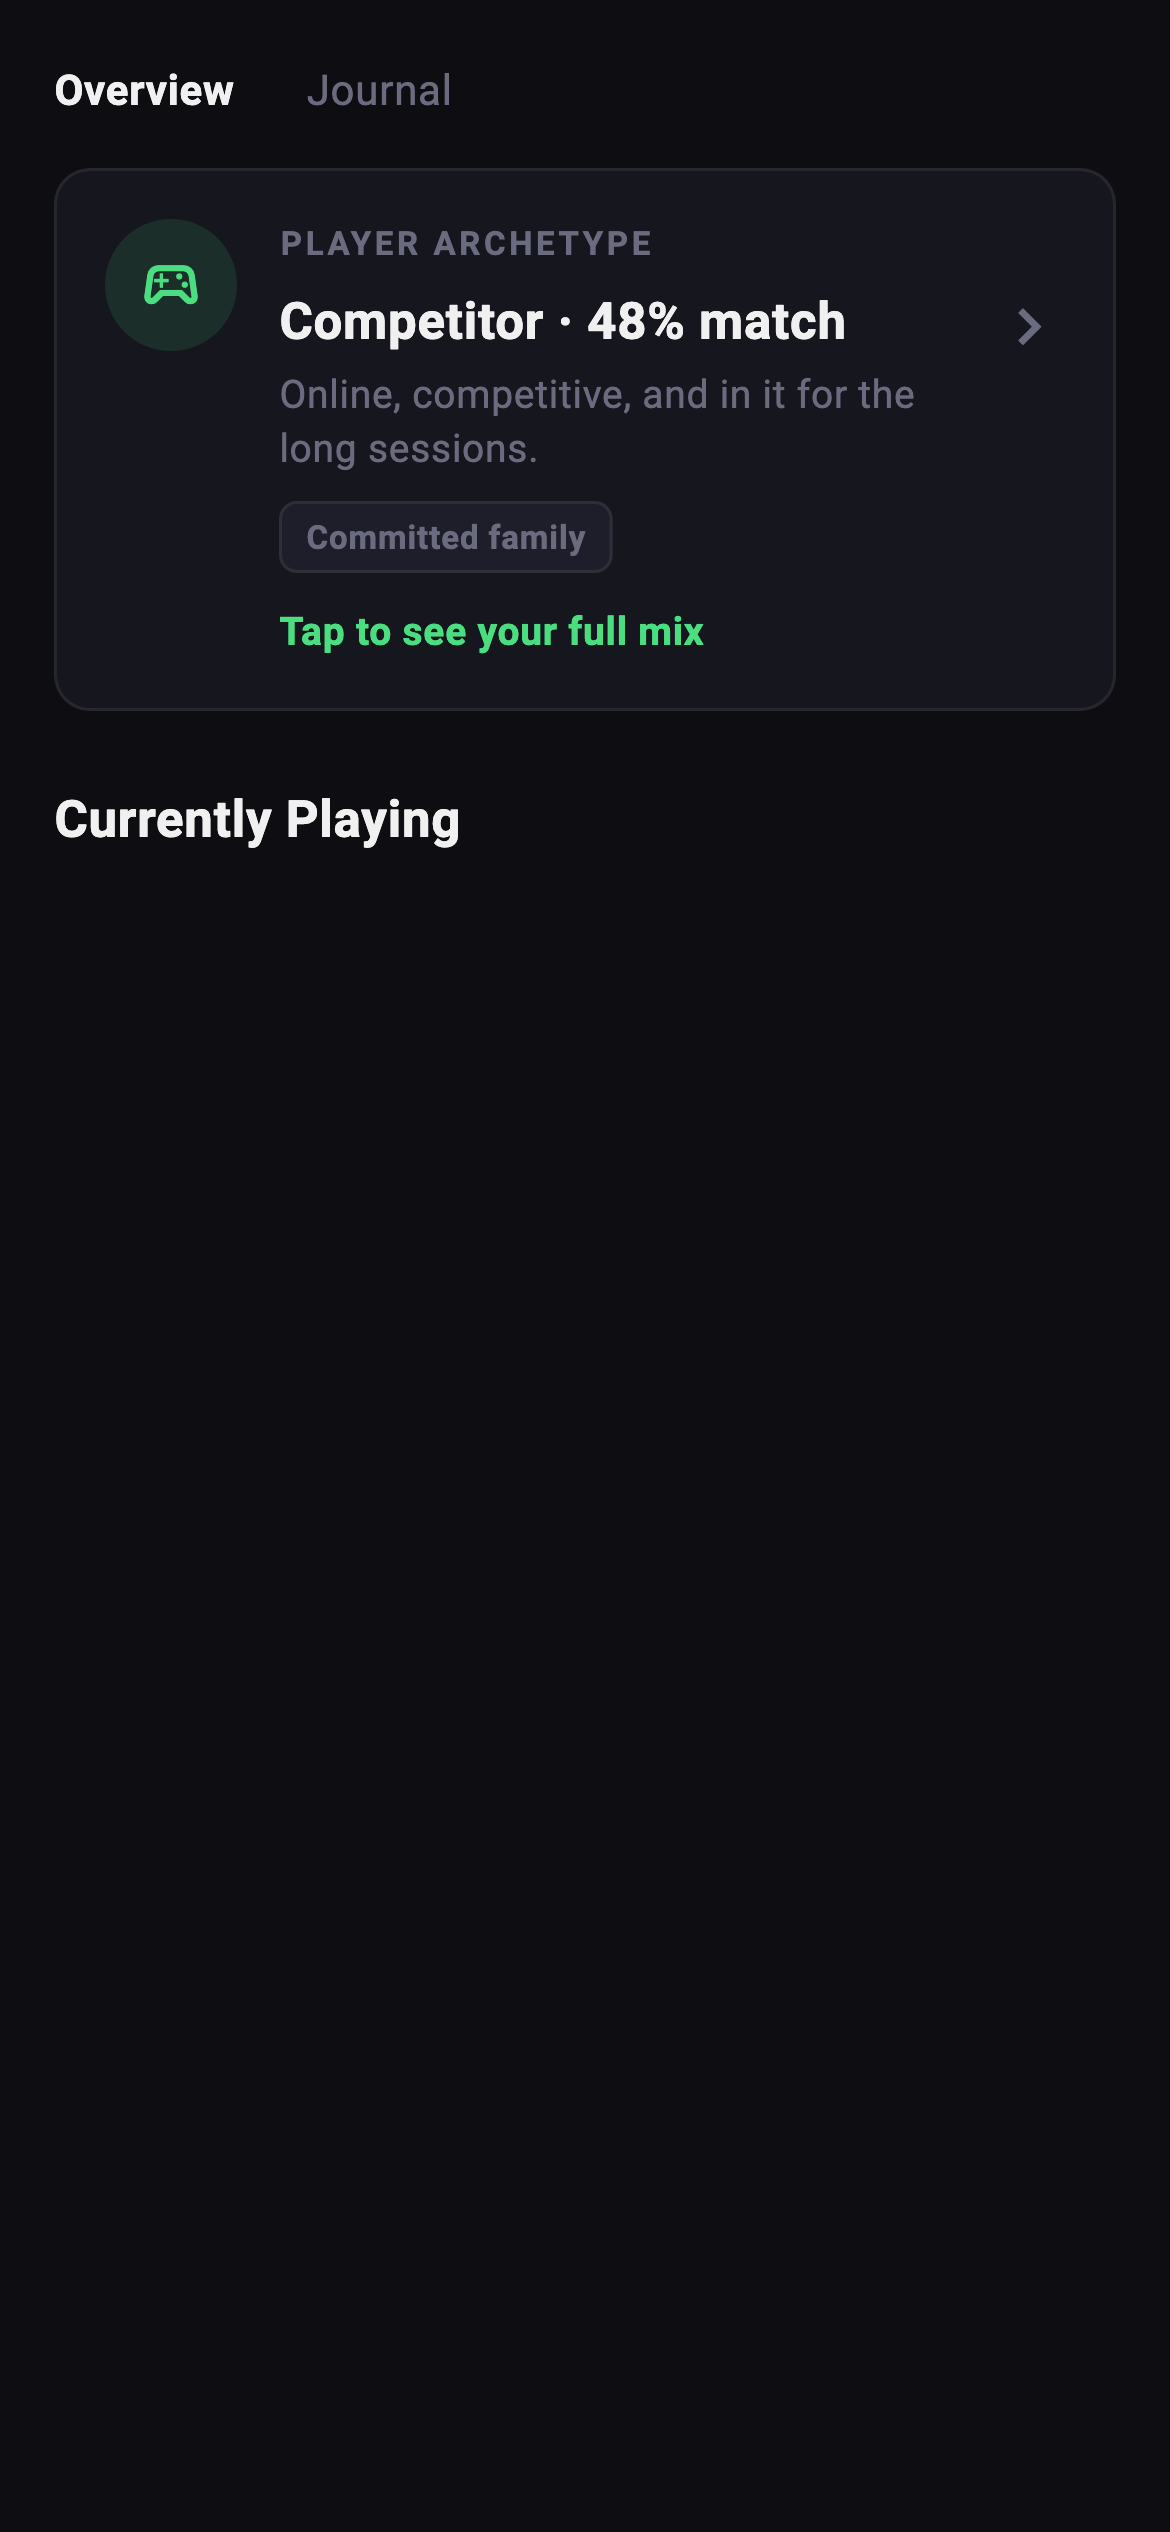 Overview Journal
PLAYER ARCHETYPE
Competitor · 48% match
Online, competitive, and in it for the
long sessions.
Committed family
Tap to see your full mix
Currently Playing